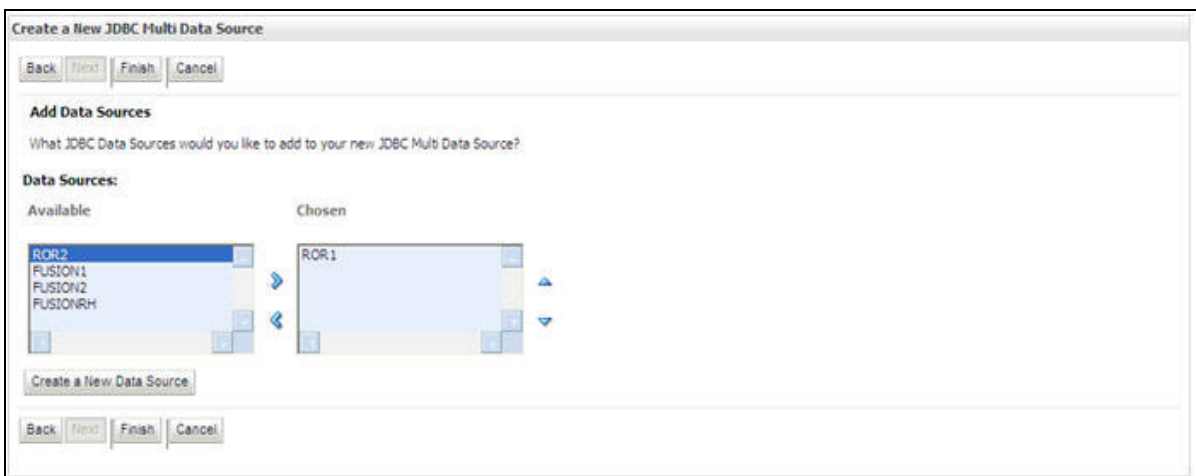 Create a New JDBC Multi Data Source
Back Next Finish Cancel
Add Data Sources
What JDBC Data Sources would you like to add to your new JDBC Multi Data Source?
Data Sources:
Available Chosen
ROR2 ROR1
FUSION1
FUSION2
FUSIONRH
Create a New Data Source
Back Next Finish Cancel